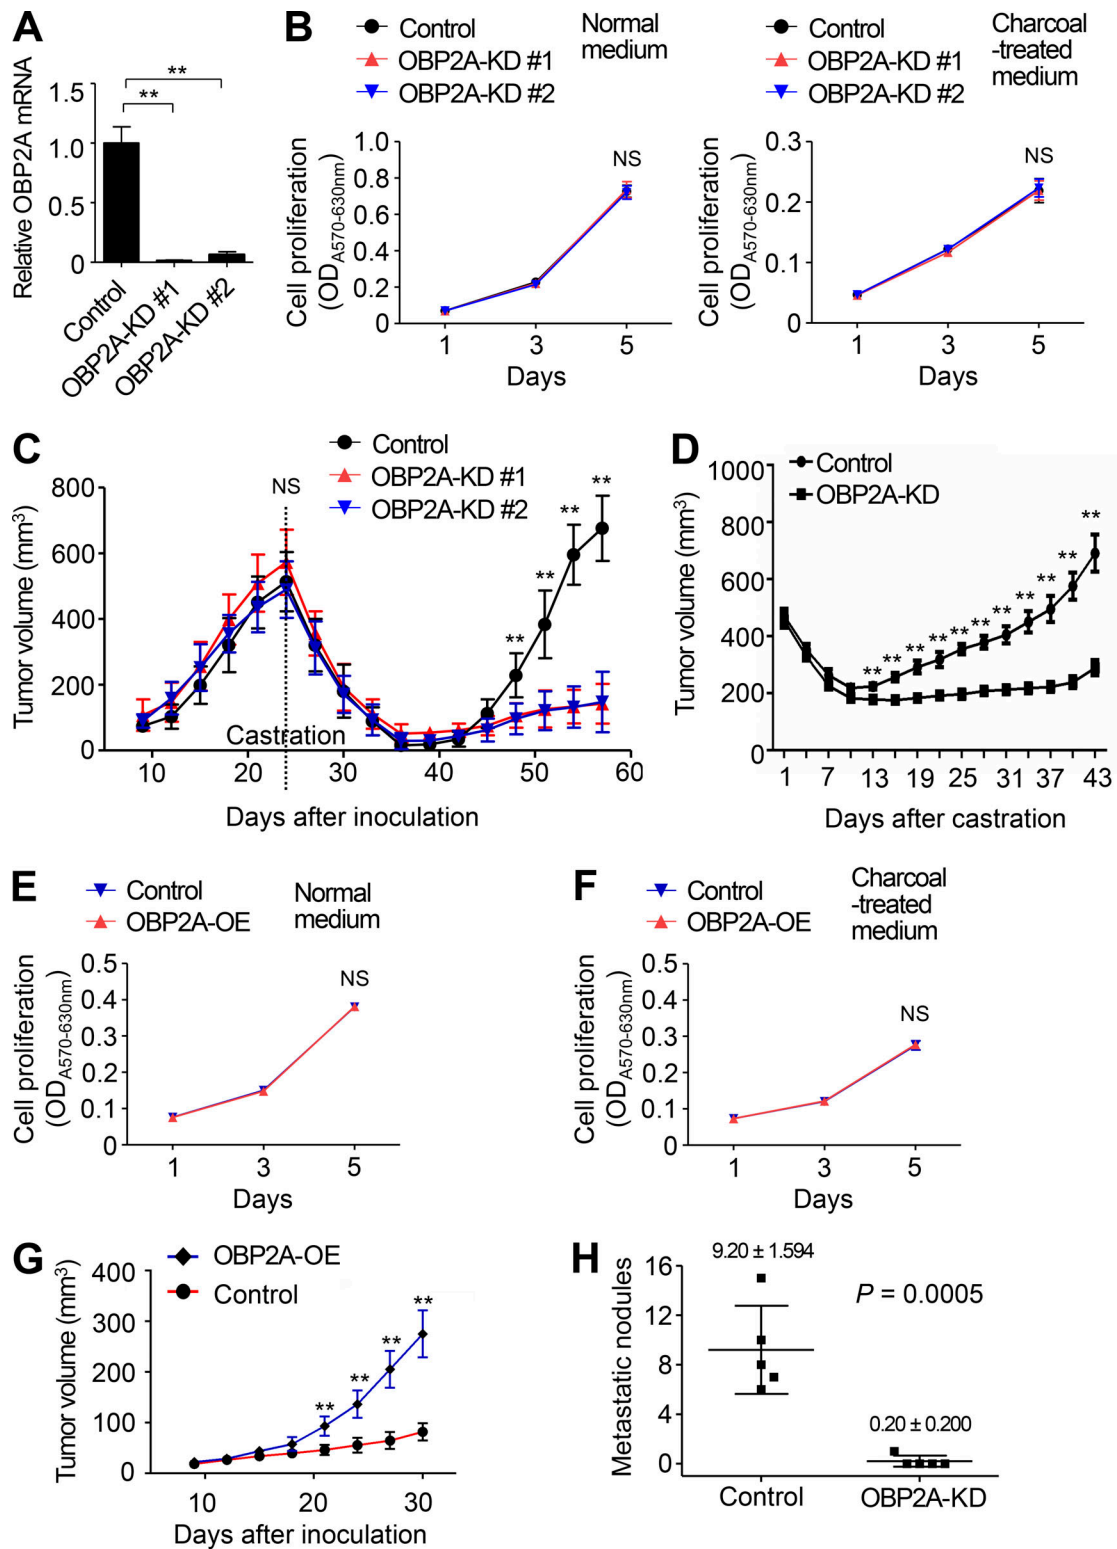 A
Relative OBP2A mRNA
1.5
1.0
0.5
0
**
**
Control
OBP2A-KD #1
OBP2A-KD #2
B
Control
OBP2A-KD #1
OBP2A-KD #2
Normal
medium
Cell proliferation
(OD A570-630nm)
1.0
0.8
0.6
0.4
0.2
0
NS
1 3 5
Days
Control
OBP2A-KD #1
OBP2A-KD #2
Charcoal
-treated
medium
Cell proliferation
(OD A570-630nm)
0.3
0.2
0.1
0
NS
1 3 5
Days
C
Control
OBP2A-KD #1
OBP2A-KD #2
Tumor volume (mm³)
800
600
400
200
0
NS
Castration
** ** ** **
10 20 30 40 50 60
Days after inoculation
D
Control
OBP2A-KD
Tumor volume (mm³)
1000
800
600
400
200
0
** ** ** ** ** ** ** ** ** ** **
1 7 13 19 25 31 37 43
Days after castration
E
Control
OBP2A-OE
Normal
medium
Cell proliferation
(OD A570-630nm)
0.5
0.4
0.3
0.2
0.1
0
NS
1 3 5
Days
F
Control
OBP2A-OE
Charcoal
-treated
medium
Cell proliferation
(OD A570-630nm)
0.5
0.4
0.3
0.2
0.1
0
NS
1 3 5
Days
G
OBP2A-OE
Control
Tumor volume (mm³)
400
300
200
100
0
** ** ** **
10 20 30
Days after inoculation
H
Metastatic nodules
16
12
8
4
0
9.20 ± 1.594
P = 0.0005
0.20 ± 0.200
Control OBP2A-KD